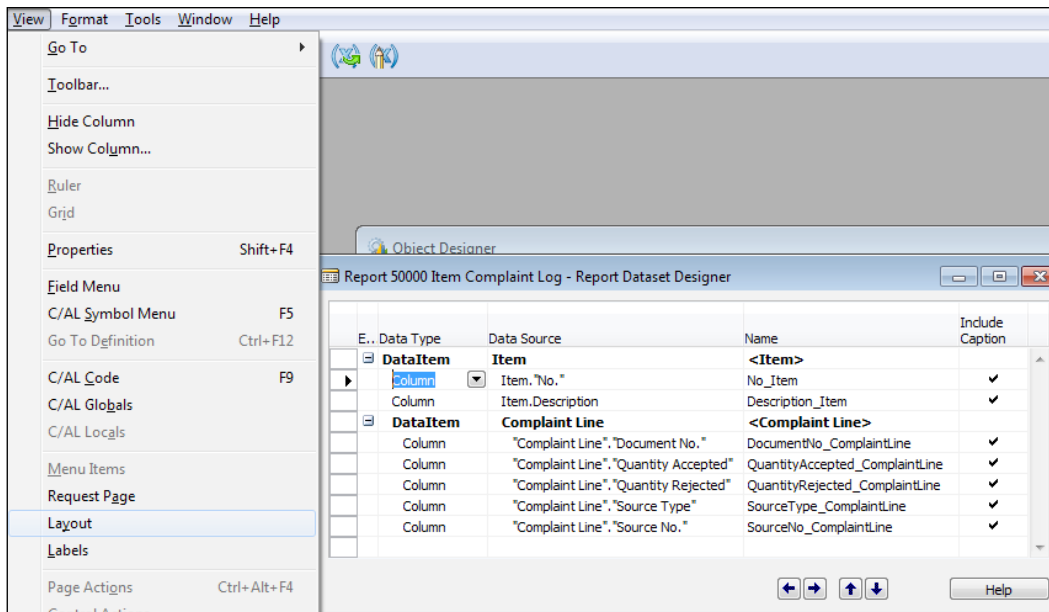 View Format Tools Window Help
Go To
Toolbar...
Hide Column
Show Column...
Ruler
Grid
Properties Shift+F4
Field Menu
C/AL Symbol Menu F5
Go To Definition Ctrl+F12
C/AL Code F9
C/AL Globals
C/AL Locals
Menu Items
Request Page
Layout
Labels
Page Actions Ctrl+Alt+F4
Object Designer
Report 50000 Item Complaint Log - Report Dataset Designer
E.. Data Type Data Source Name Include Caption
DataItem Item <Item>
Column Item."No." No_Item
Column Item.Description Description_Item
DataItem Complaint Line <Complaint Line>
Column "Complaint Line"."Document No." DocumentNo_ComplaintLine
Column "Complaint Line"."Quantity Accepted" QuantityAccepted_ComplaintLine
Column "Complaint Line"."Quantity Rejected" QuantityRejected_ComplaintLine
Column "Complaint Line"."Source Type" SourceType_ComplaintLine
Column "Complaint Line"."Source No." SourceNo_ComplaintLine
Help